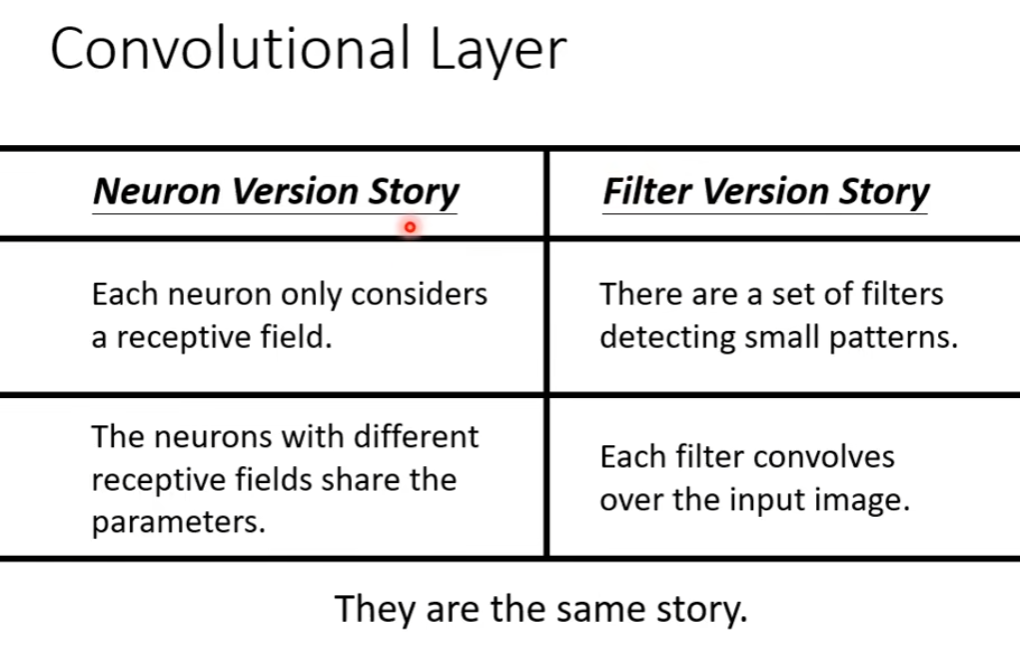 Convolutional Layer
Neuron Version Story
Filter Version Story
Each neuron only considers
a receptive field.
There are a set of filters
detecting small patterns.
The neurons with different
receptive fields share the
parameters.
Each filter convolves
over the input image.
They are the same story.